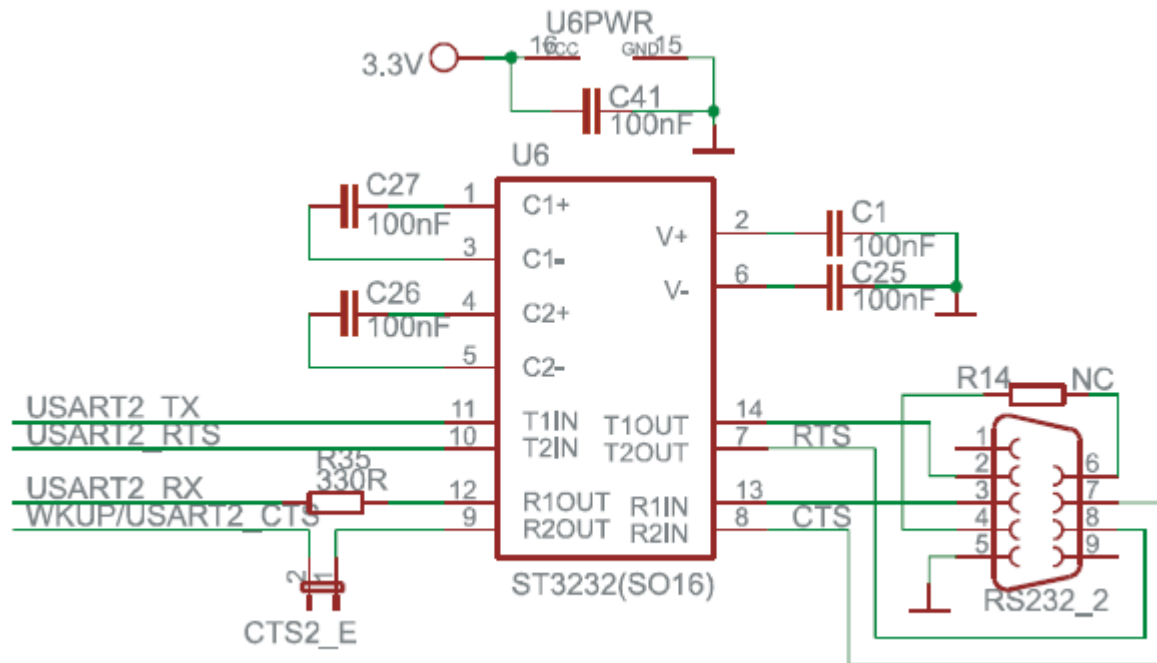 U6PWR
3.3V
16
VCC
GND
15
C41
100nF
U6
C27
100nF
1
C1+
3
C1-
V+
2
C1
100nF
C26
100nF
4
C2+
5
C2-
V-
6
C25
100nF
R14
NC
USART2_TX
11
T1IN
T1OUT
14
USART2_RTS
10
T2IN
T2OUT
7
RTS
R35
330R
USART2_RX
12
R1OUT
R1IN
13
WKUP/USART2_CTS
9
R2OUT
R2IN
8
CTS
1
2
3
4
5
6
7
8
9
RS232_2
2
1
CTS2_E
ST3232(SO16)